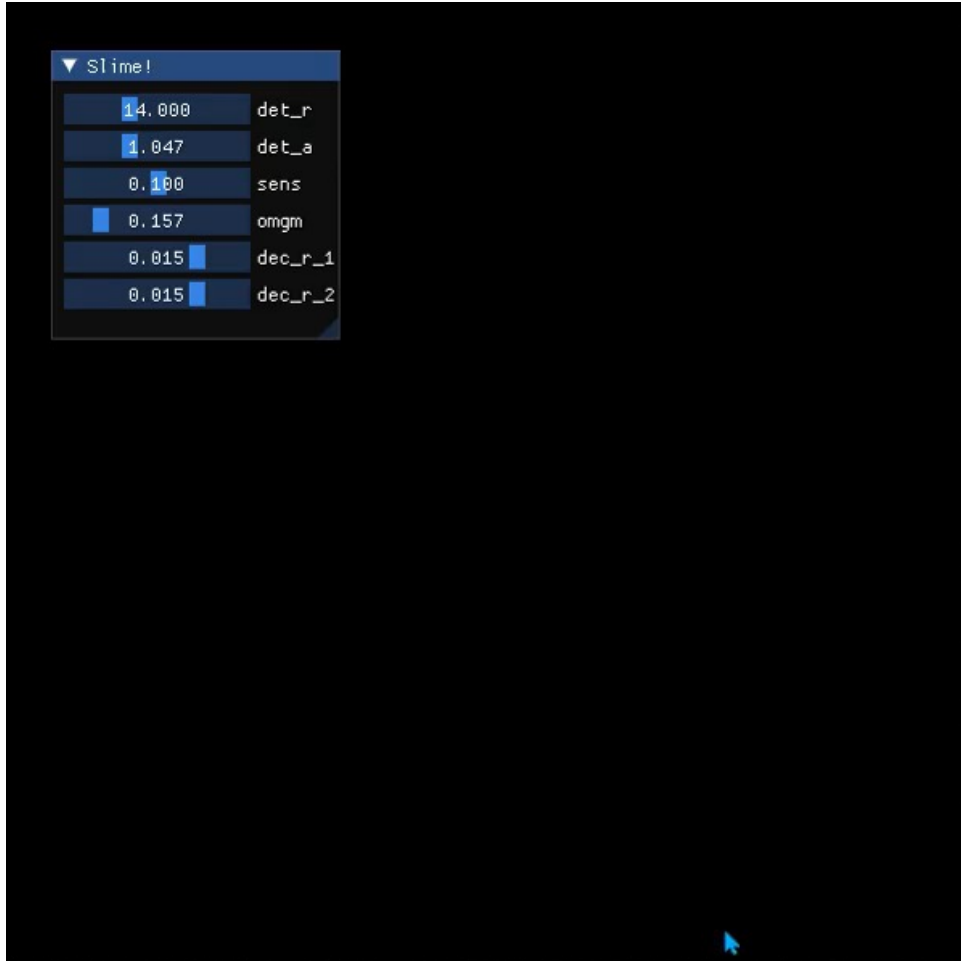 Slime!
14.000 det_r
1.047 det_a
0.100 sens
0.157 omgm
0.015 dec_r_1
0.015 dec_r_2